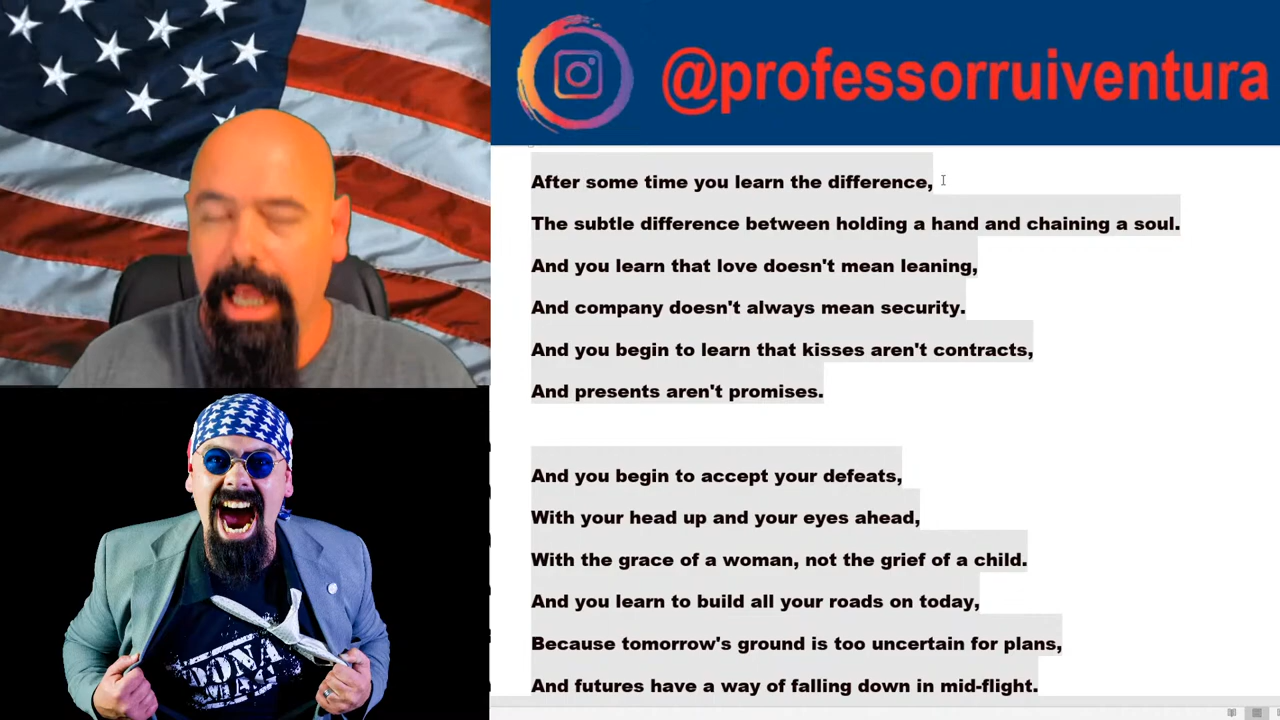 @professorruiventura
After some time you learn the difference,
The subtle difference between holding a hand and chaining a soul.
And you learn that love doesn't mean leaning,
And company doesn't always mean security.
And you begin to learn that kisses aren't contracts,
And presents aren't promises.
And you begin to accept your defeats,
With your head up and your eyes ahead,
With the grace of a woman, not the grief of a child.
And you learn to build all your roads on today,
Because tomorrow's ground is too uncertain for plans,
And futures have a way of falling down in mid-flight.